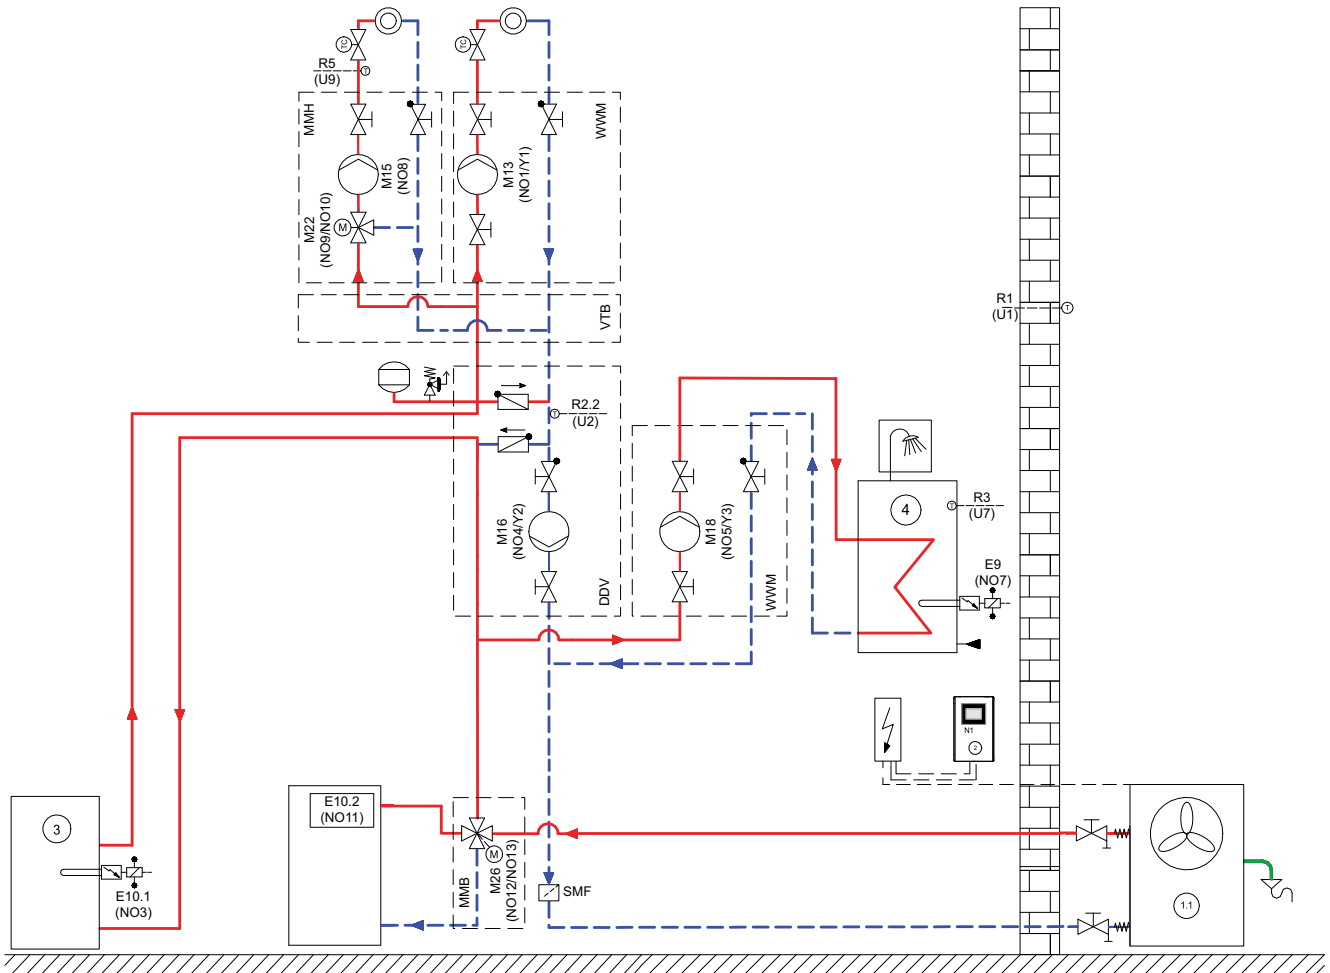 TC
TC
R5
(U9)
T
MMH
WWM
M15
(NO8)
M13
(NO1/Y1)
M22
(NO9/NO10)
M
R1
(U1)
T
VTB
R2.2
(U2)
T
4
R3
(U7)
T
M16
(NO4/Y2)
M18
(NO5/Y3)
E9
(NO7)
DDV
WWM
N1
2
E10.2
(NO11)
3
M
MMB
M26
(NO12/NO13)
SMF
E10.1
(NO3)
1.1